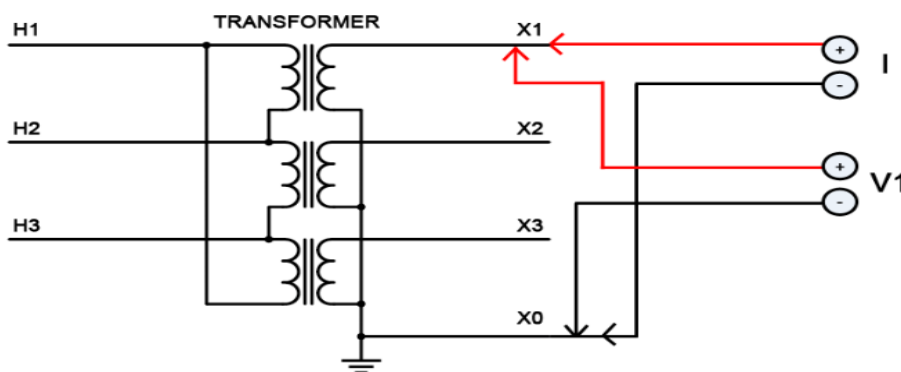 TRANSFORMER
H1
X1
+
I
-
H2
X2
+
V1
-
H3
X3
X0